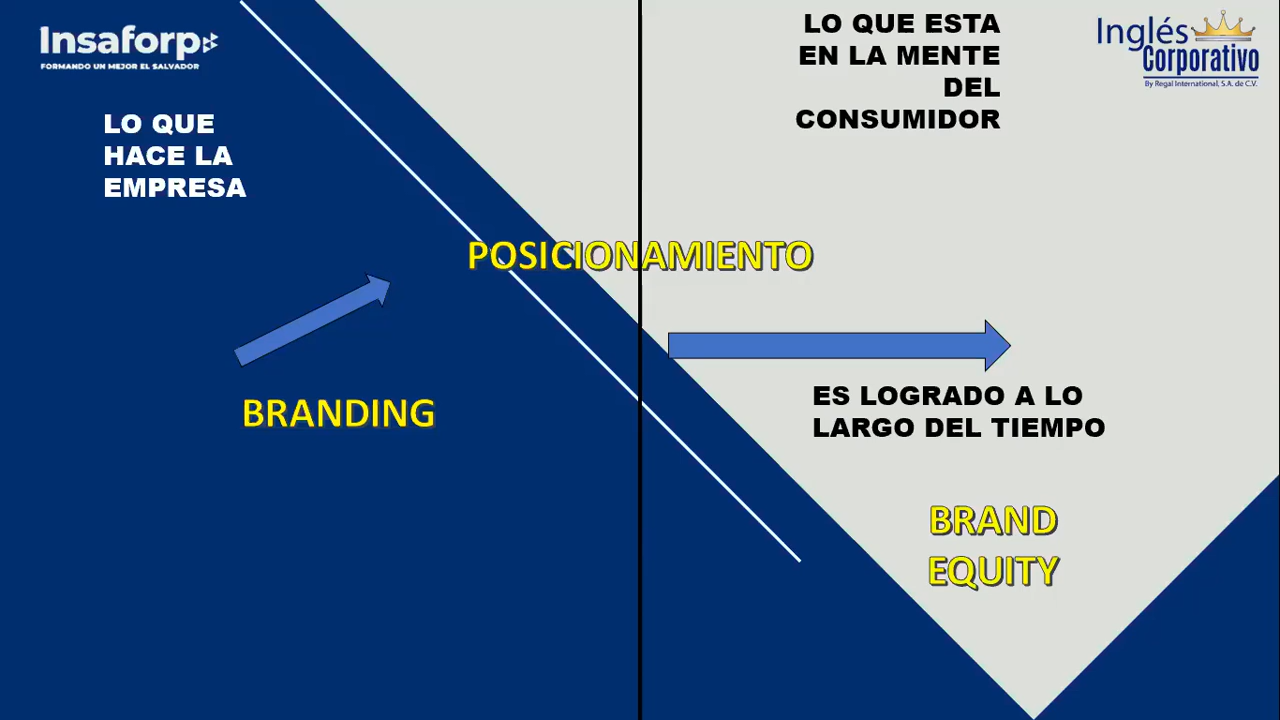 Insaforp
FORMANDO UN MEJOR EL SALVADOR
LO QUE
HACE LA
EMPRESA
LO QUE ESTA
EN LA MENTE
DEL
CONSUMIDOR
Inglés
Corporativo
By Regal International, S.A. de C.V.
POSICIONAMIENTO
BRANDING
ES LOGRADO A LO
LARGO DEL TIEMPO
BRAND
EQUITY